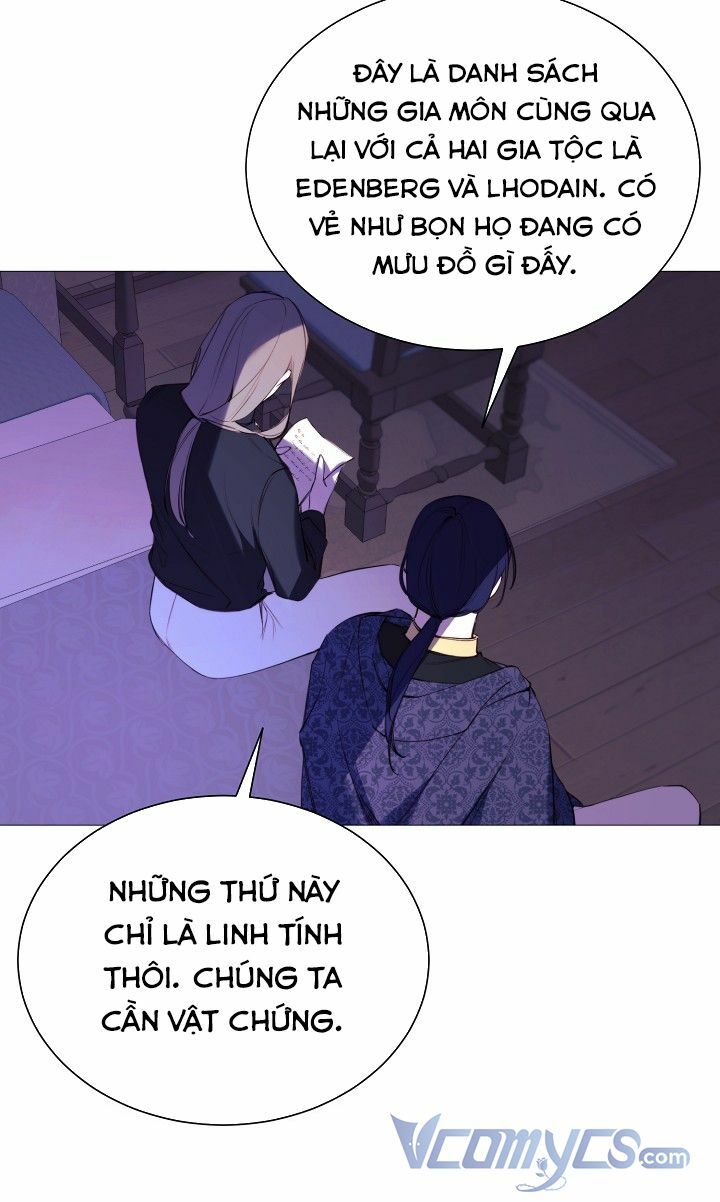 ĐÂY LÀ DANH SÁCH
NHỮNG GIA MÔN CÙNG QUA
LẠI VỚI CẢ HAI GIA TỘC LÀ
EDENBERG VÀ LHODAIN. CÓ
VẺ NHƯ BỌN HỌ ĐANG CÓ
MƯU ĐỒ GÌ ĐẤY.
NHỮNG THỨ NÀY
CHỈ LÀ LINH TÍNH
THÔI. CHÚNG TA
CẦN VẬT CHỨNG.
VCOMYCS.com